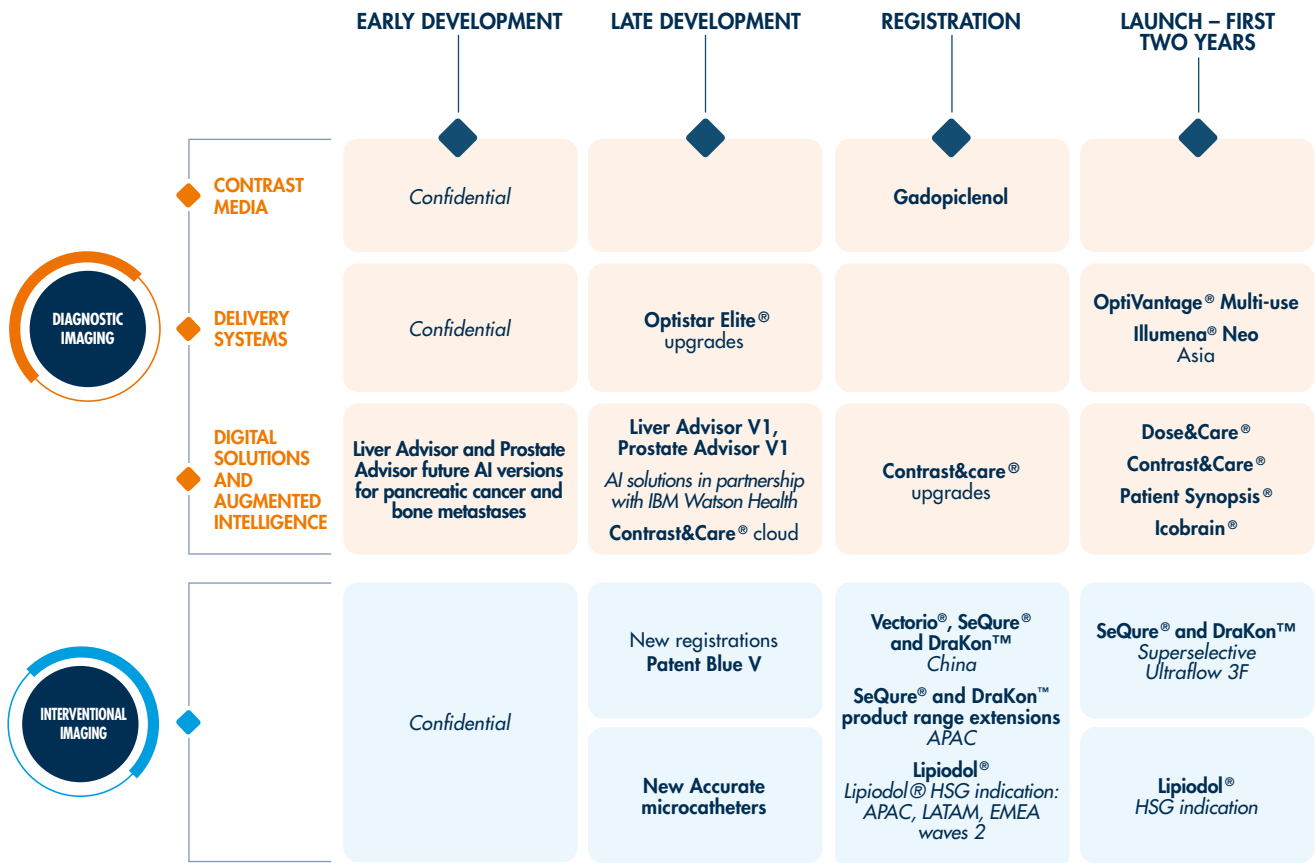 EARLY DEVELOPMENT
LATE DEVELOPMENT
REGISTRATION
LAUNCH – FIRST
TWO YEARS
DIAGNOSTIC
IMAGING
CONTRAST
MEDIA
Confidential
Gadopiclenol
DELIVERY
SYSTEMS
Confidential
Optistar Elite®
upgrades
OptiVantage® Multi-use
Illumena® Neo
Asia
DIGITAL
SOLUTIONS
AND
AUGMENTED
INTELLIGENCE
Liver Advisor and Prostate
Advisor future AI versions
for pancreatic cancer and
bone metastases
Liver Advisor V1,
Prostate Advisor V1
AI solutions in partnership
with IBM Watson Health
Contrast&Care® cloud
Contrast&care®
upgrades
Dose&Care®
Contrast&Care®
Patient Synopsis®
Icobrain®
INTERVENTIONAL
IMAGING
Confidential
New registrations
Patent Blue V
New Accurate
microcatheters
Vectorio®, SeQure®
and DraKon™
China
SeQure® and DraKon™
product range extensions
APAC
Lipiodol®
Lipiodol® HSG indication:
APAC, LATAM, EMEA
waves 2
SeQure® and DraKon™
Superselective
Ultraflow 3F
Lipiodol®
HSG indication